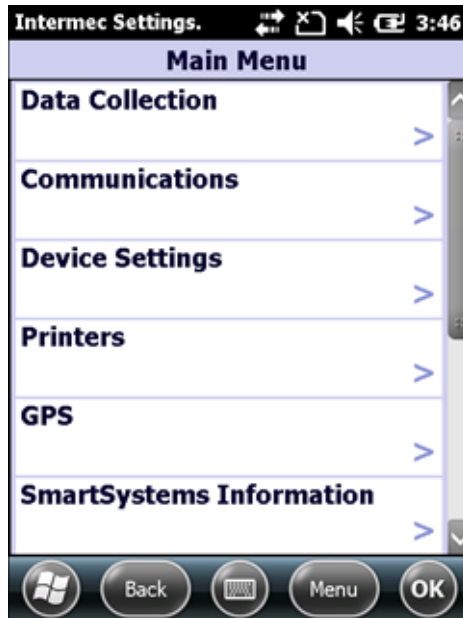 Intermec Settings. 3:46
Main Menu
Data Collection
>
Communications
>
Device Settings
>
Printers
>
GPS
>
SmartSystems Information
>
Back Menu OK